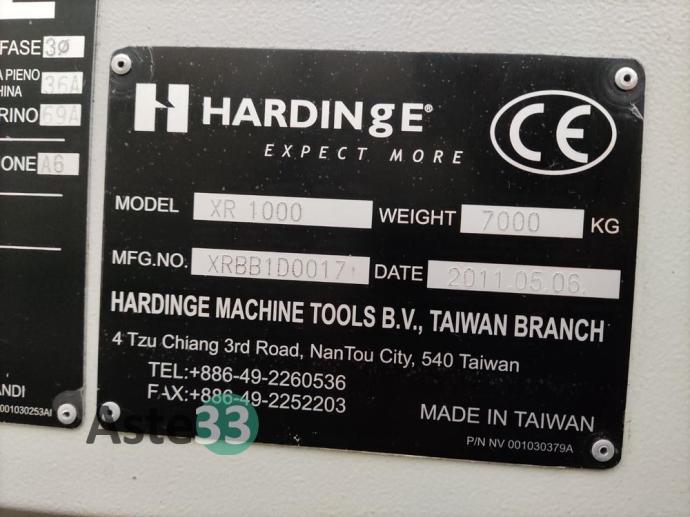 FASE 3Ø
A PIENO
HINA 36A
RINO 69A
ONE A6
NDI
001030253AI
HARDINGE®
EXPECT MORE
CE
MODEL XR 1000 WEIGHT 7000 KG
MFG.NO. XRBB1D0017 DATE 2011.05.06.
HARDINGE MACHINE TOOLS B.V., TAIWAN BRANCH
4 Tzu Chiang 3rd Road, NanTou City, 540 Taiwan
TEL:+886-49-2260536
FAX:+886-49-2252203
MADE IN TAIWAN
P/N NV 001030379A
Aste33